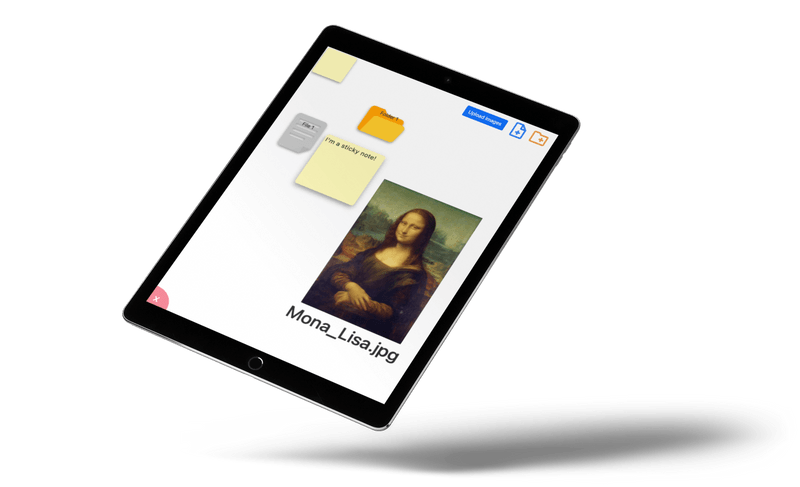 Upload Images
Folder 1
File 1
I'm a sticky note!
Mona_Lisa.jpg
x